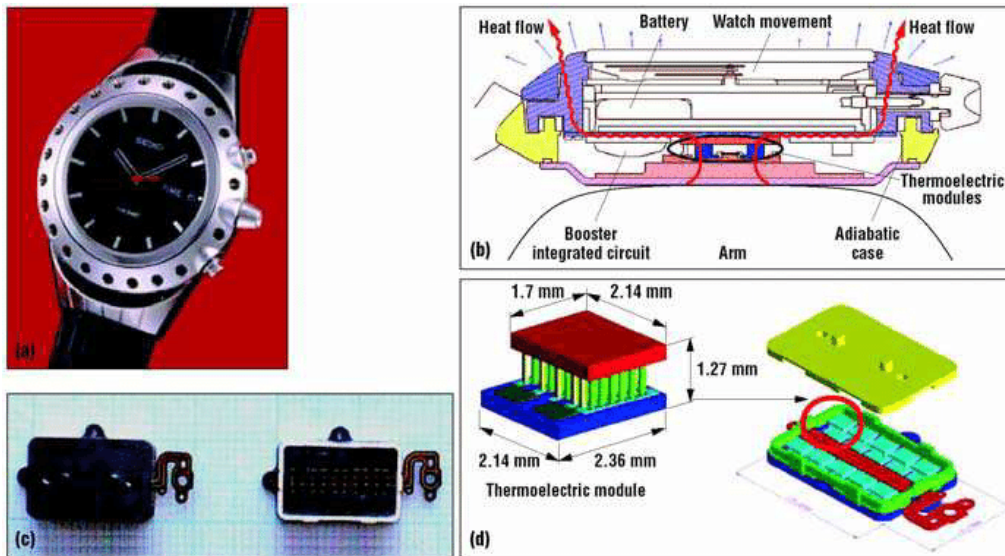 SEIKO
(a)
Heat flow
Battery
Watch movement
Heat flow
Thermoelectric
modules
Booster
integrated circuit
Arm
Adiabatic
case
(b)
(c)
1.7 mm
2.14 mm
1.27 mm
2.14 mm
2.36 mm
Thermoelectric module
(d)